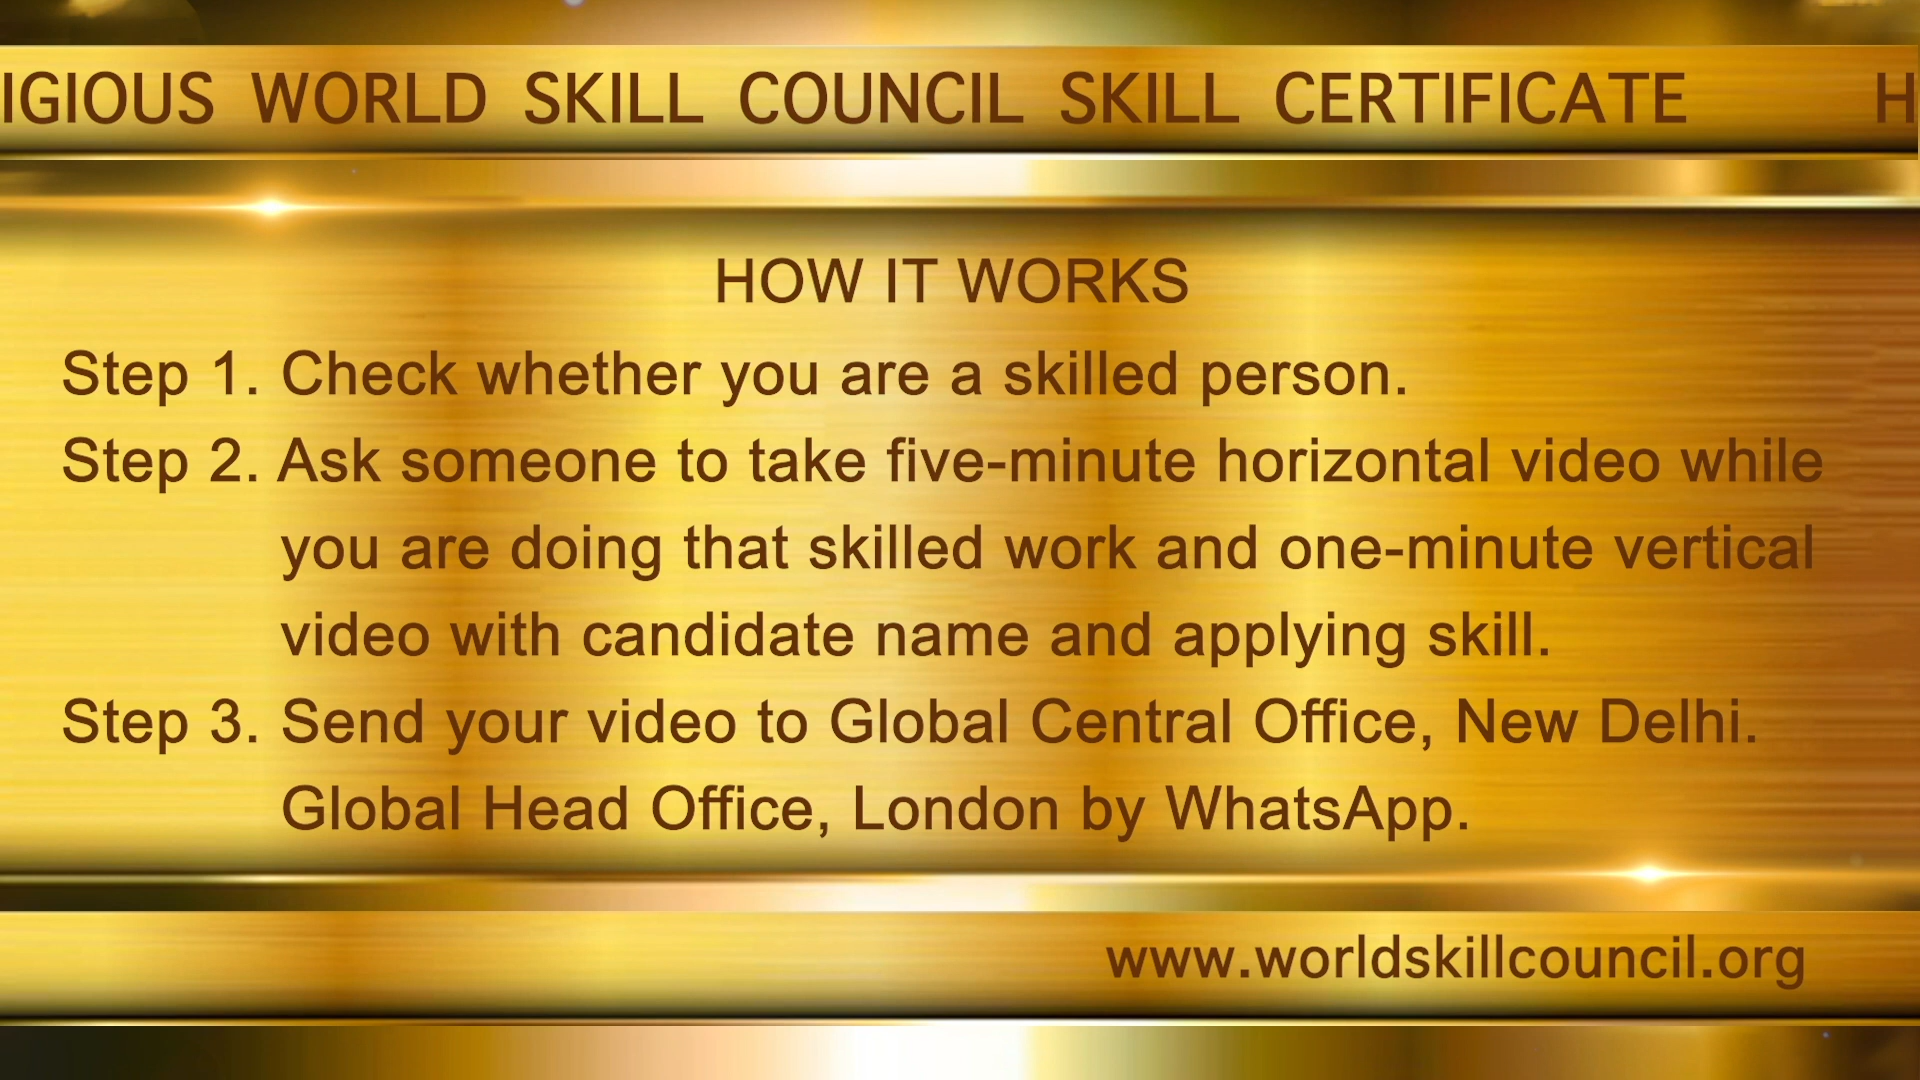 IGIOUS WORLD SKILL COUNCIL SKILL CERTIFICATE H
HOW IT WORKS
Step 1. Check whether you are a skilled person.
Step 2. Ask someone to take five-minute horizontal video while
you are doing that skilled work and one-minute vertical
video with candidate name and applying skill.
Step 3. Send your video to Global Central Office, New Delhi.
Global Head Office, London by WhatsApp.
www.worldskillcouncil.org